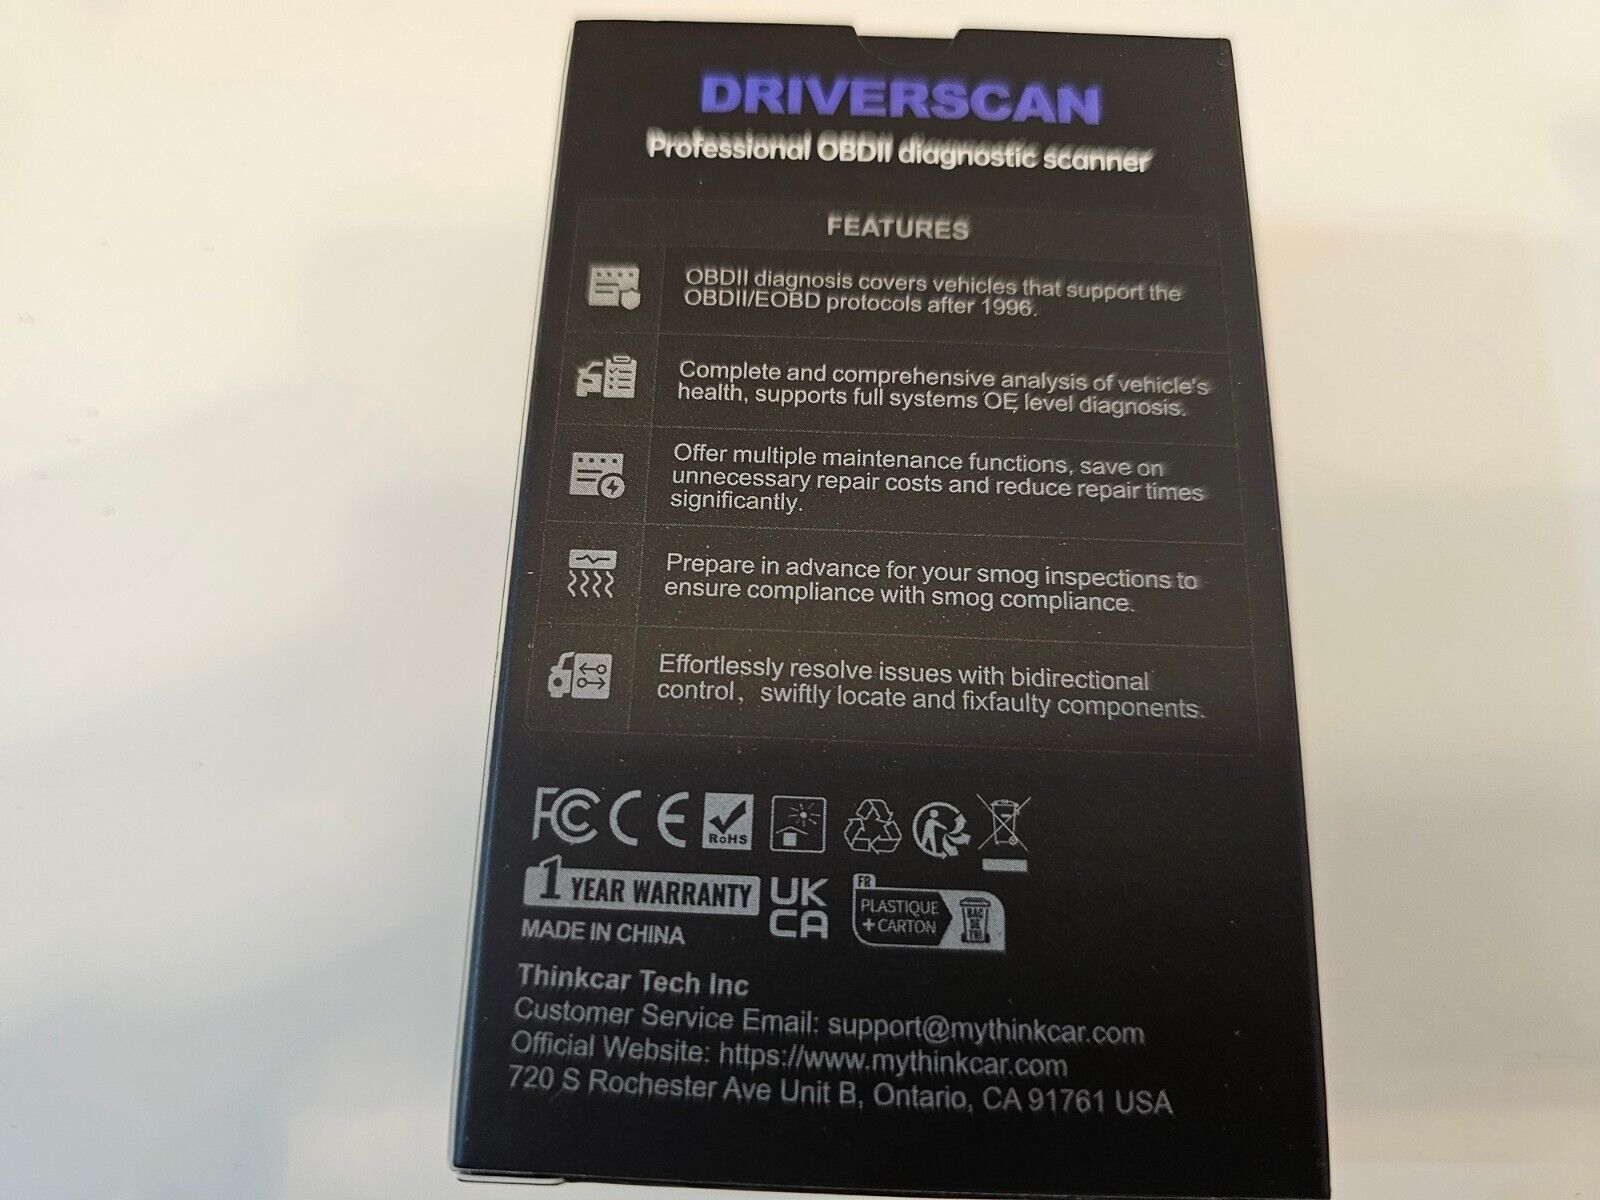 DRIVERSCAN
Professional OBDII diagnostic scanner
FEATURES
OBDII diagnosis covers vehicles that support the
OBDII/EOBD protocols after 1996.
Complete and comprehensive analysis of vehicle's
health, supports full systems OE level diagnosis.
Offer multiple maintenance functions, save on
unnecessary repair costs and reduce repair times
significantly.
Prepare in advance for your smog inspections to
ensure compliance with smog compliance.
Effortlessly resolve issues with bidirectional
control, swiftly locate and fixfaulty components.
FC CE RoHS
1 YEAR WARRANTY
UK
CA
FR
PLASTIQUE
+ CARTON
BAC
DE
TRI
MADE IN CHINA
Thinkcar Tech Inc
Customer Service Email: support@mythinkcar.com
Official Website: https://www.mythinkcar.com
720 S Rochester Ave Unit B, Ontario, CA 91761 USA